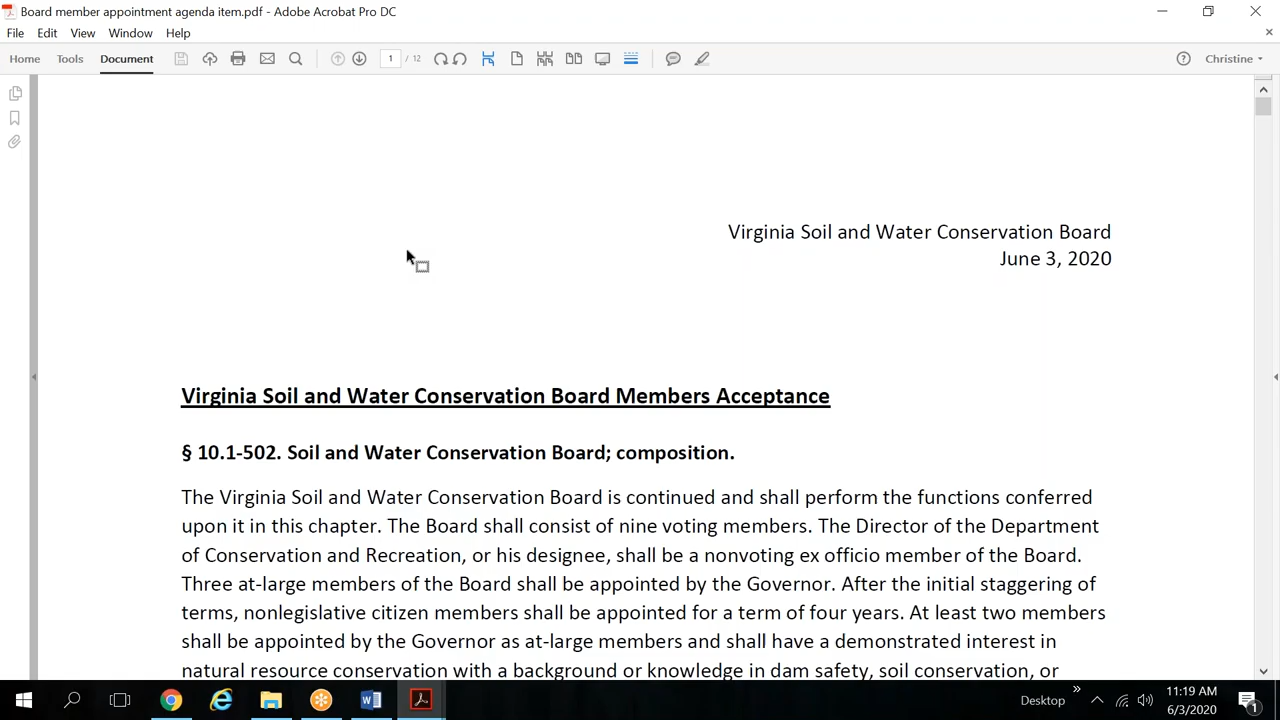 Board member appointment agenda item.pdf - Adobe Acrobat Pro DC
File Edit View Window Help
Home Tools Document 1 / 12 Christine
Virginia Soil and Water Conservation Board
June 3, 2020
Virginia Soil and Water Conservation Board Members Acceptance
§ 10.1-502. Soil and Water Conservation Board; composition.
The Virginia Soil and Water Conservation Board is continued and shall perform the functions conferred
upon it in this chapter. The Board shall consist of nine voting members. The Director of the Department
of Conservation and Recreation, or his designee, shall be a nonvoting ex officio member of the Board.
Three at-large members of the Board shall be appointed by the Governor. After the initial staggering of
terms, nonlegislative citizen members shall be appointed for a term of four years. At least two members
shall be appointed by the Governor as at-large members and shall have a demonstrated interest in
natural resource conservation with a background or knowledge in dam safety, soil conservation, or
Desktop » 11:19 AM
6/3/2020 1